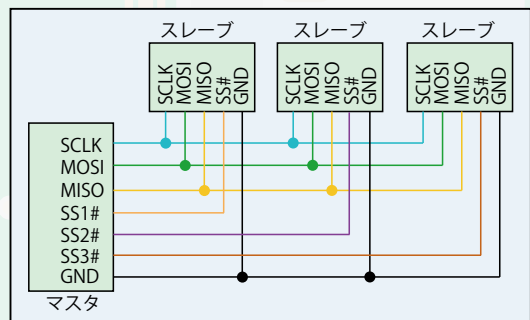 スレーブ スレーブ スレーブ
SCLK MOSI MISO SS# GND SCLK MOSI MISO SS# GND SCLK MOSI MISO SS# GND
SCLK
MOSI
MISO
SS1#
SS2#
SS3#
GND
マスタ